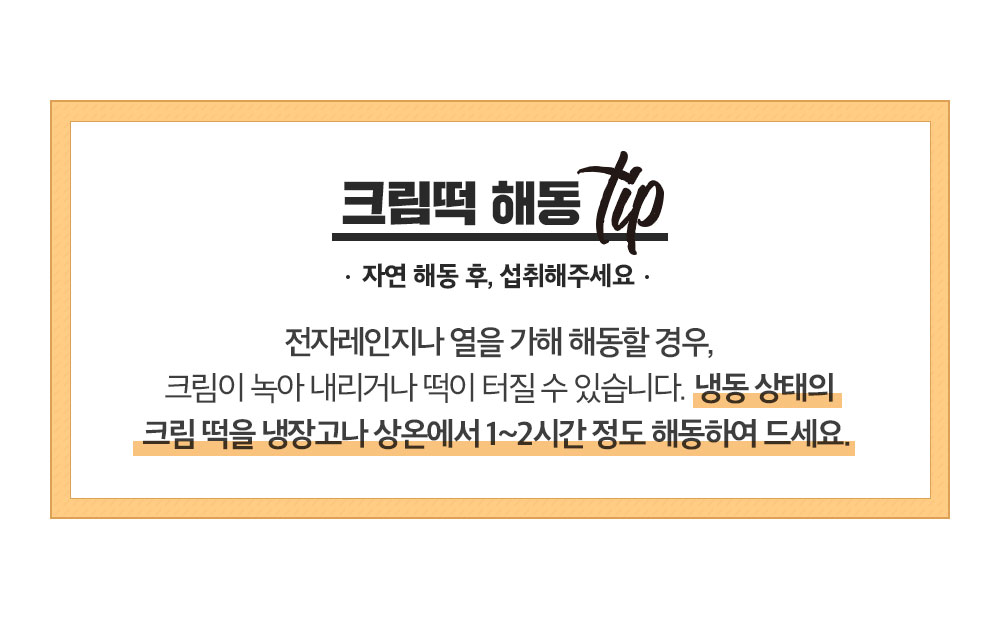 크림떡 해동 tip
· 자연 해동 후, 섭취해주세요 ·
전자레인지나 열을 가해 해동할 경우,
크림이 녹아 내리거나 떡이 터질 수 있습니다. 냉동 상태의
크림 떡을 냉장고나 상온에서 1~2시간 정도 해동하여 드세요.